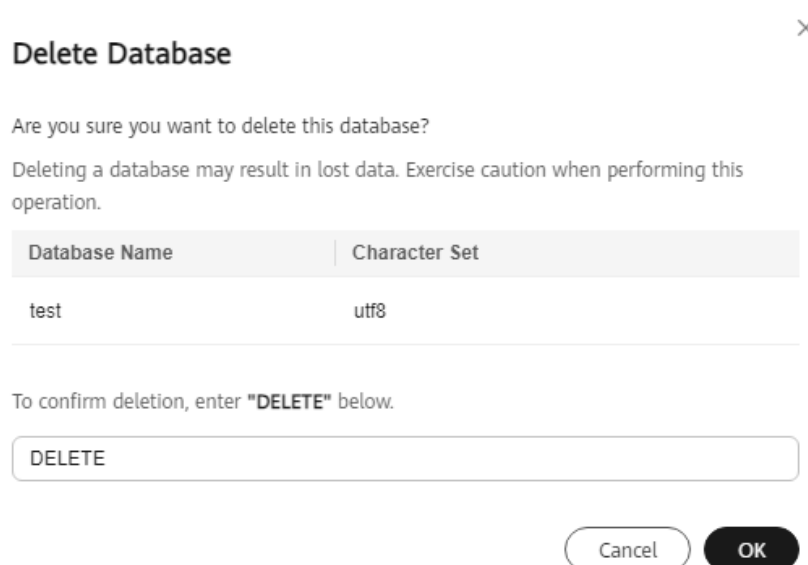 Delete Database
Are you sure you want to delete this database?
Deleting a database may result in lost data. Exercise caution when performing this
operation.
Database Name Character Set
test utf8
To confirm deletion, enter "DELETE" below.
DELETE
Cancel OK